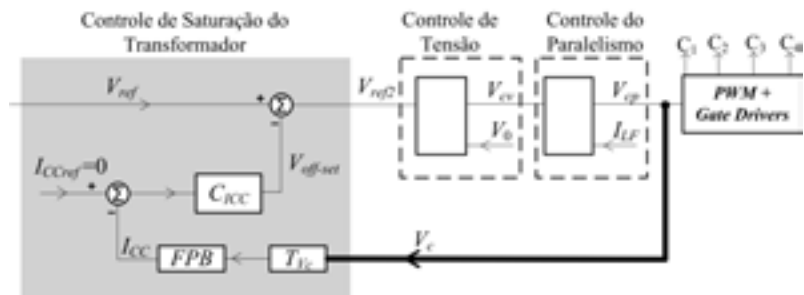 Controle de Saturação do
Transformador
Controle de
Tensão
Controle do
Paralelismo
C1 C2 C3 C4
Vref
Vref2
Vcv
Vcp
PWM +
Gate Drivers
V0
ILF
ICCref=0
Voff-set
CICC
Vc
ICC
FPB
TVc